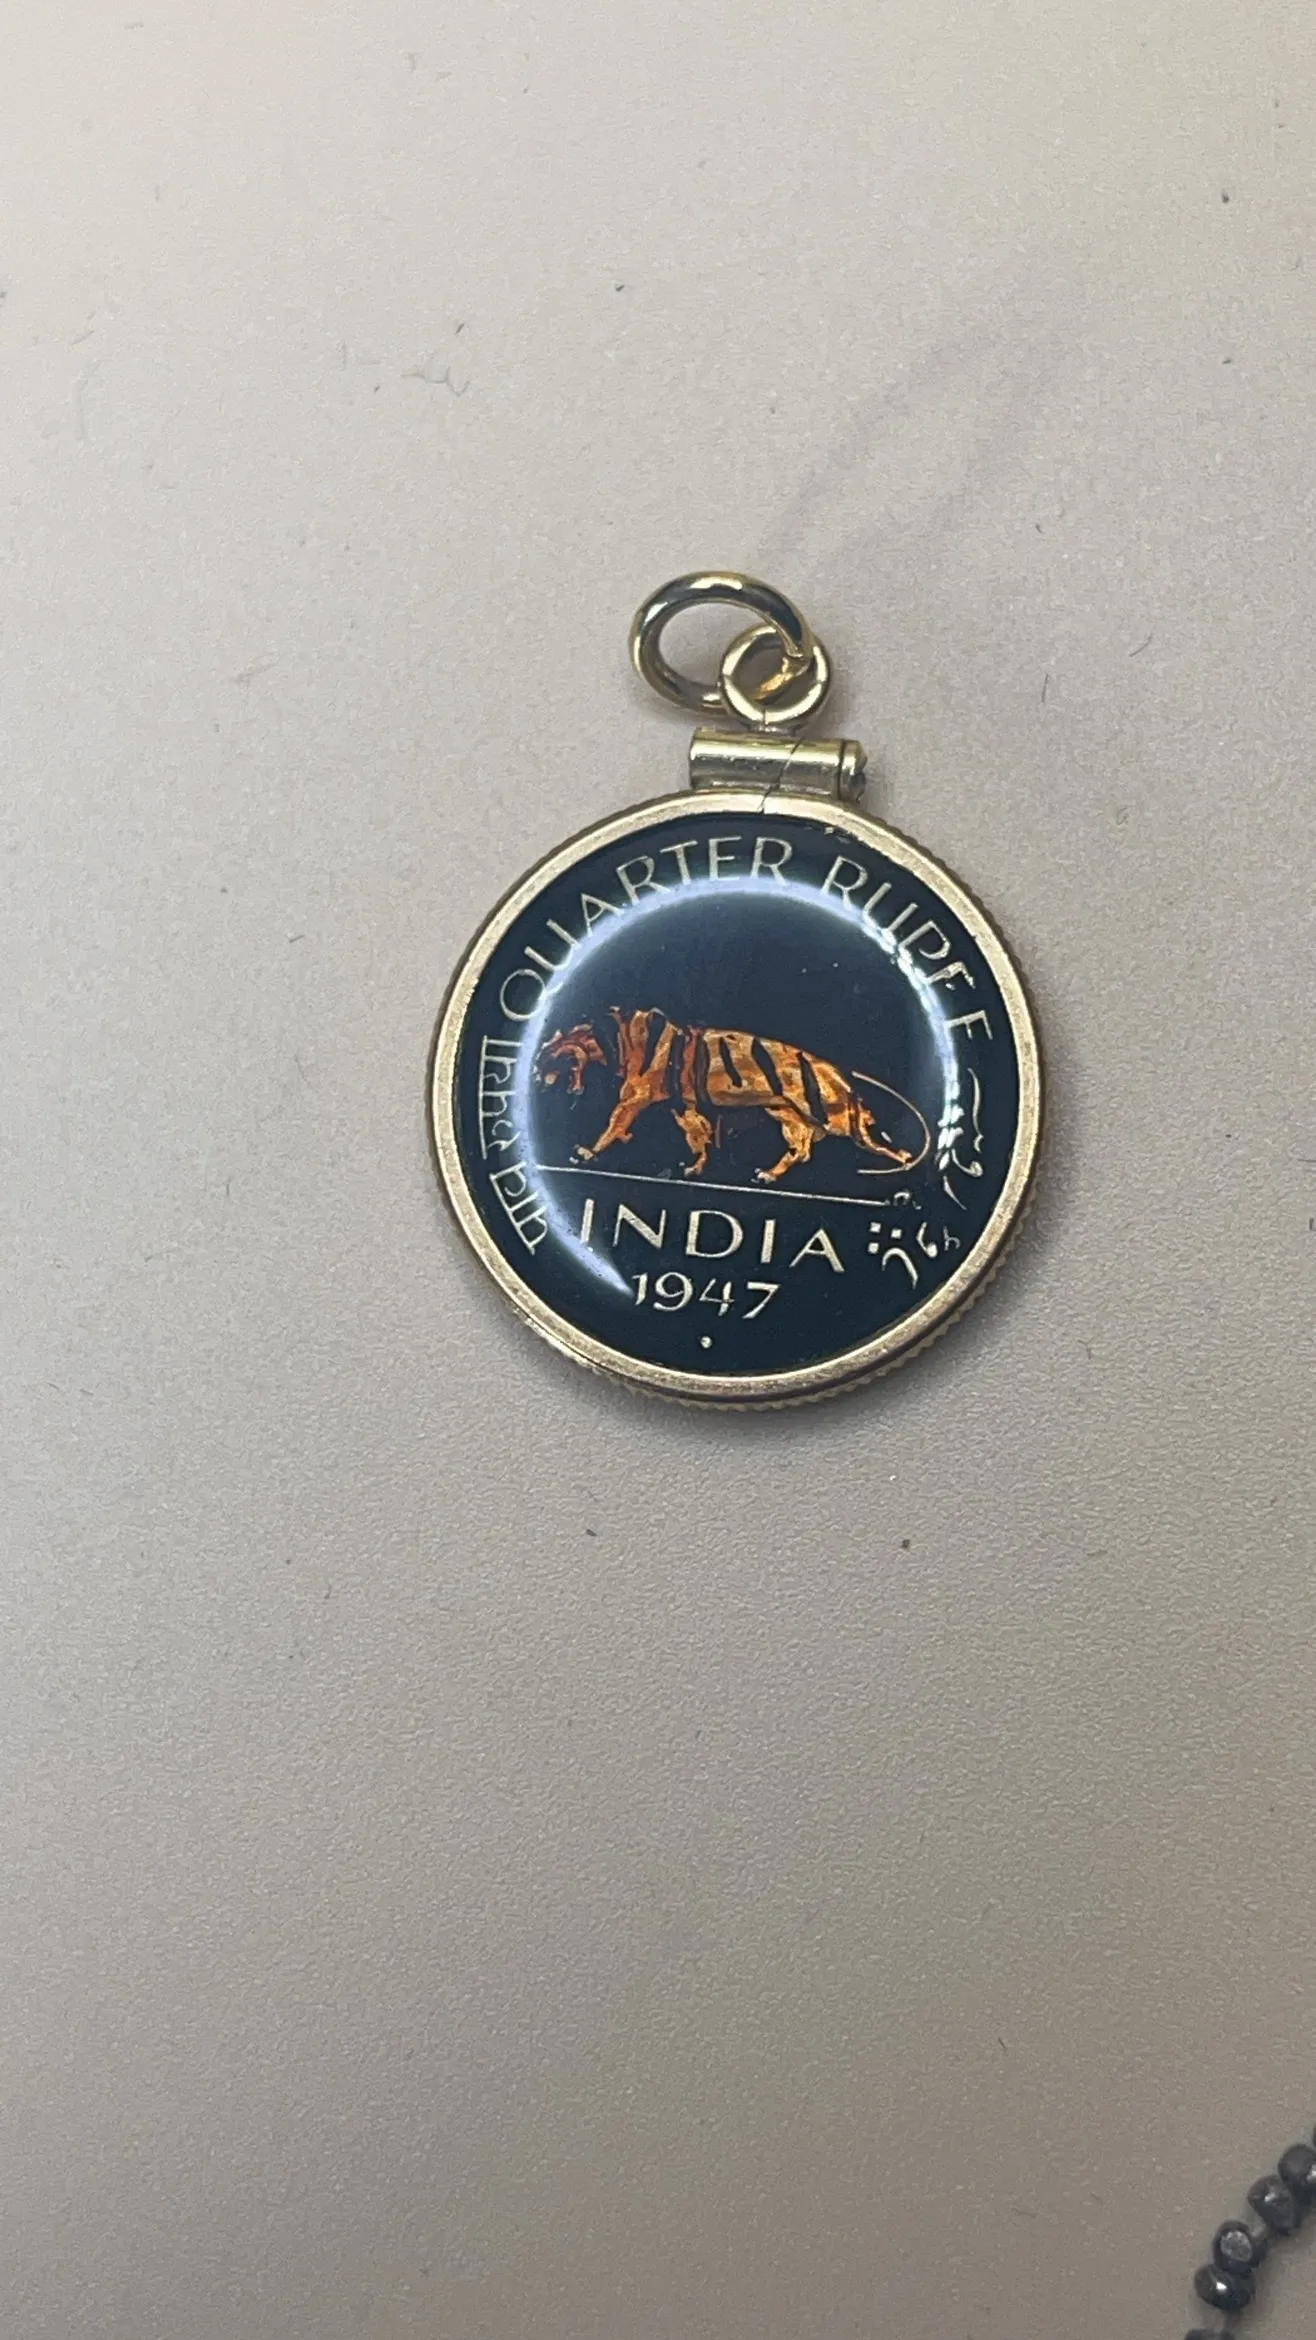 QUARTER RUPEE
पाव
INDIA
1947